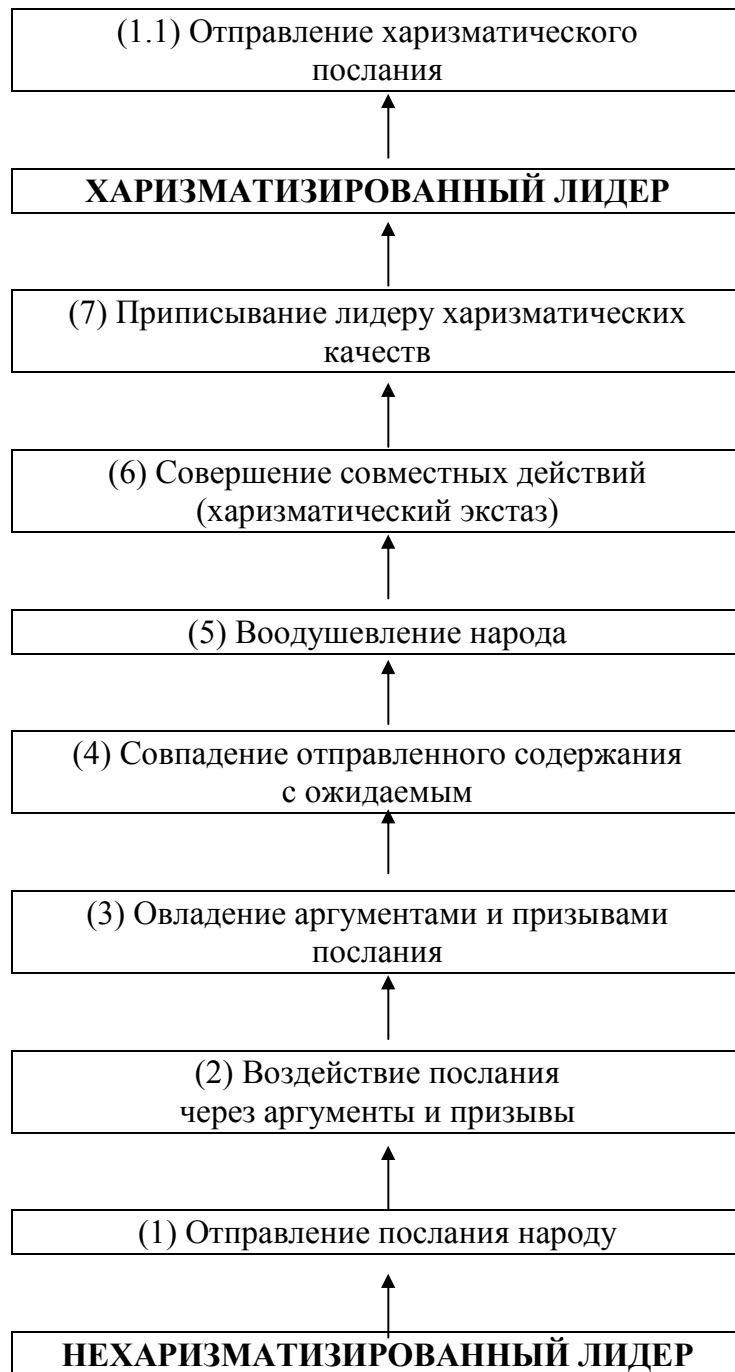 (1.1) Отправление харизматического
послания
ХАРИЗМАТИЗИРОВАННЫЙ ЛИДЕР
(7) Приписывание лидеру харизматических
качеств
(6) Совершение совместных действий
(харизматический экстаз)
(5) Воодушевление народа
(4) Совпадение отправленного содержания
с ожидаемым
(3) Овладение аргументами и призывами
послания
(2) Воздействие послания
через аргументы и призывы
(1) Отправление послания народу
НЕХАРИЗМАТИЗИРОВАННЫЙ ЛИДЕР